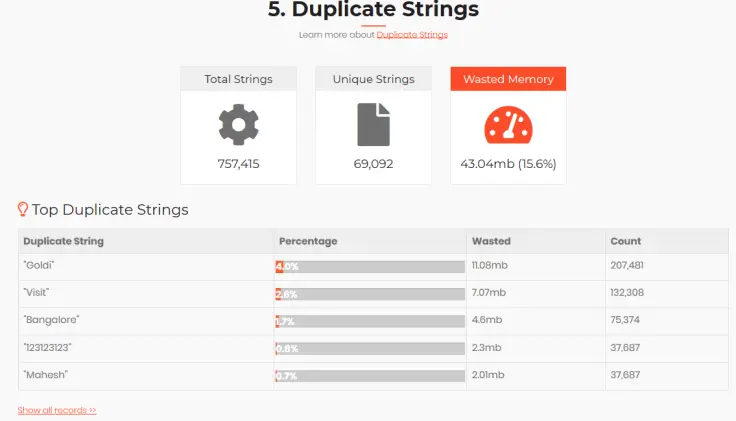 5. Duplicate Strings
Learn more about Duplicate Strings
Total Strings
Unique Strings
Wasted Memory
757,415
69,092
43.04mb (15.6%)
Top Duplicate Strings
Duplicate String Percentage Wasted Count
"Goldi" 4.0% 11.08mb 207,481
"Visit" 2.6% 7.07mb 132,308
"Bangalore" 1.7% 4.6mb 75,374
"123123123" 0.8% 2.3mb 37,687
"Mahesh" 0.7% 2.01mb 37,687
Show all records >>